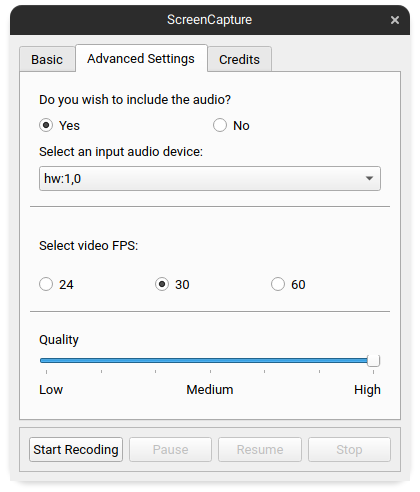 ScreenCapture
Basic Advanced Settings Credits
Do you wish to include the audio?
Yes No
Select an input audio device:
hw:1,0
Select video FPS:
24 30 60
Quality
Low Medium High
Start Recoding Pause Resume Stop